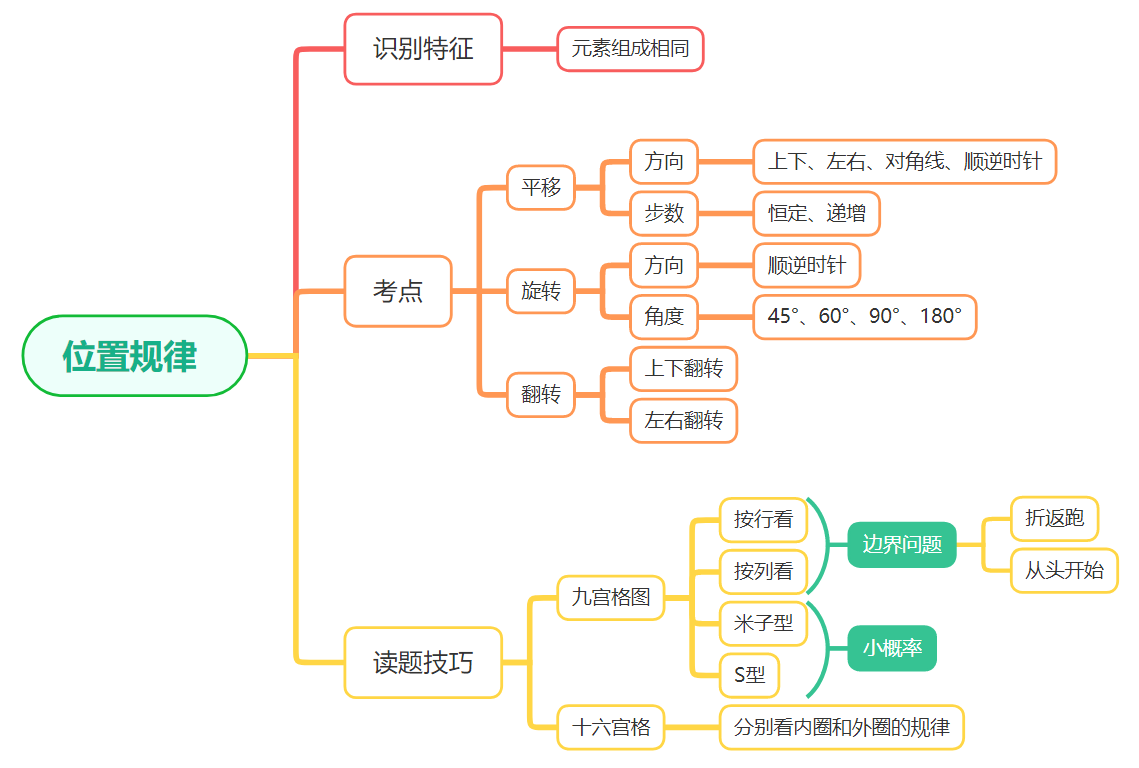 位置规律
识别特征
元素组成相同
考点
平移
方向
上下、左右、对角线、顺逆时针
步数
恒定、递增
旋转
方向
顺逆时针
角度
45°、60°、90°、180°
翻转
上下翻转
左右翻转
读题技巧
九宫格图
按行看
按列看
边界问题
折返跑
从头开始
米子型
S型
小概率
十六宫格
分别看内圈和外圈的规律